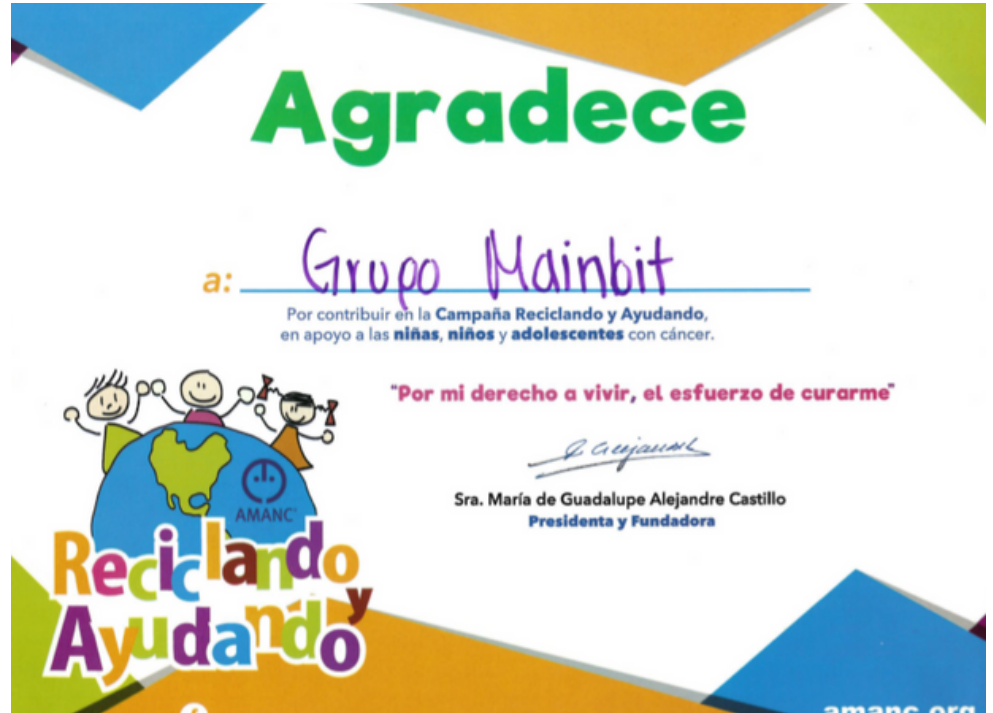 Agradece
a: Grupo Mainbit
Por contribuir en la Campaña Reciclando y Ayudando,
en apoyo a las niñas, niños y adolescentes con cáncer.
"Por mi derecho a vivir, el esfuerzo de curarme"
Sra. María de Guadalupe Alejandre Castillo
Presidenta y Fundadora
AMANC
Reciclando
y
Ayudando
amanc.org